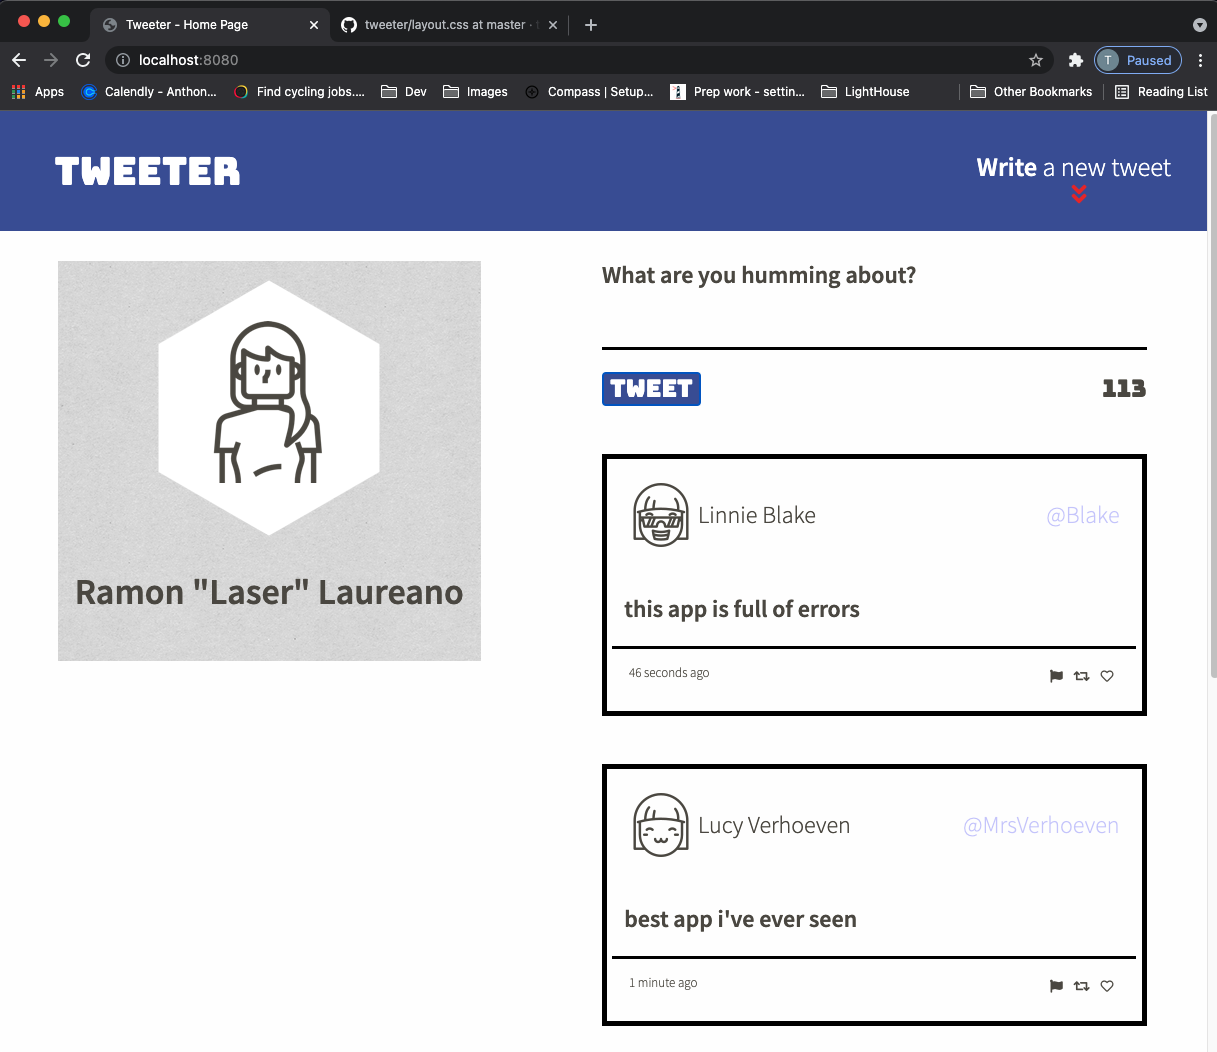 Tweeter - Home Page
tweeter/layout.css at master ·
localhost:8080
T Paused
Apps Calendly - Anthon... Find cycling jobs.... Dev Images Compass | Setup... Prep work - settin... LightHouse Other Bookmarks Reading List
TWEETER
Write a new tweet
Ramon "Laser" Laureano
What are you humming about?
TWEET 113
Linnie Blake @Blake
this app is full of errors
46 seconds ago
Lucy Verhoeven @MrsVerhoeven
best app i've ever seen
1 minute ago